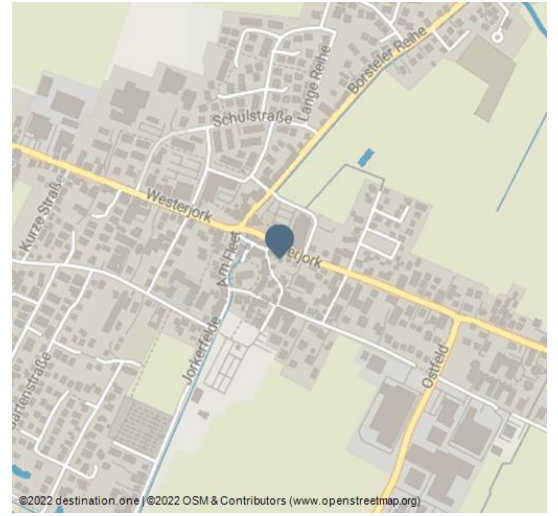 Borsteler Reihe
Lange Reihe
Schulstraße
Westerjork
Kurze Straße
Am Fleet
Jorkerfelde
Ostfeld
©2022 destination.one | ©2022 OSM & Contributors (www.openstreetmap.org)